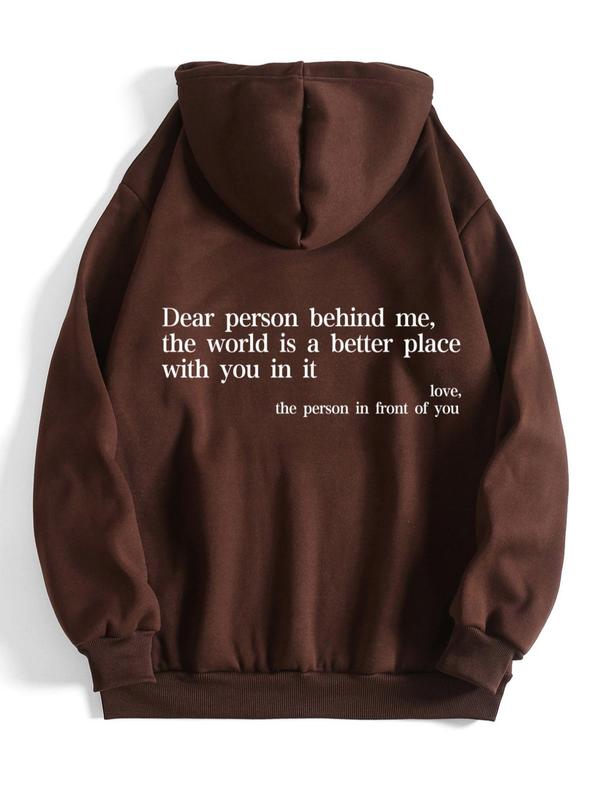 Dear person behind me,
the world is a better place
with you in it
love,
the person in front of you